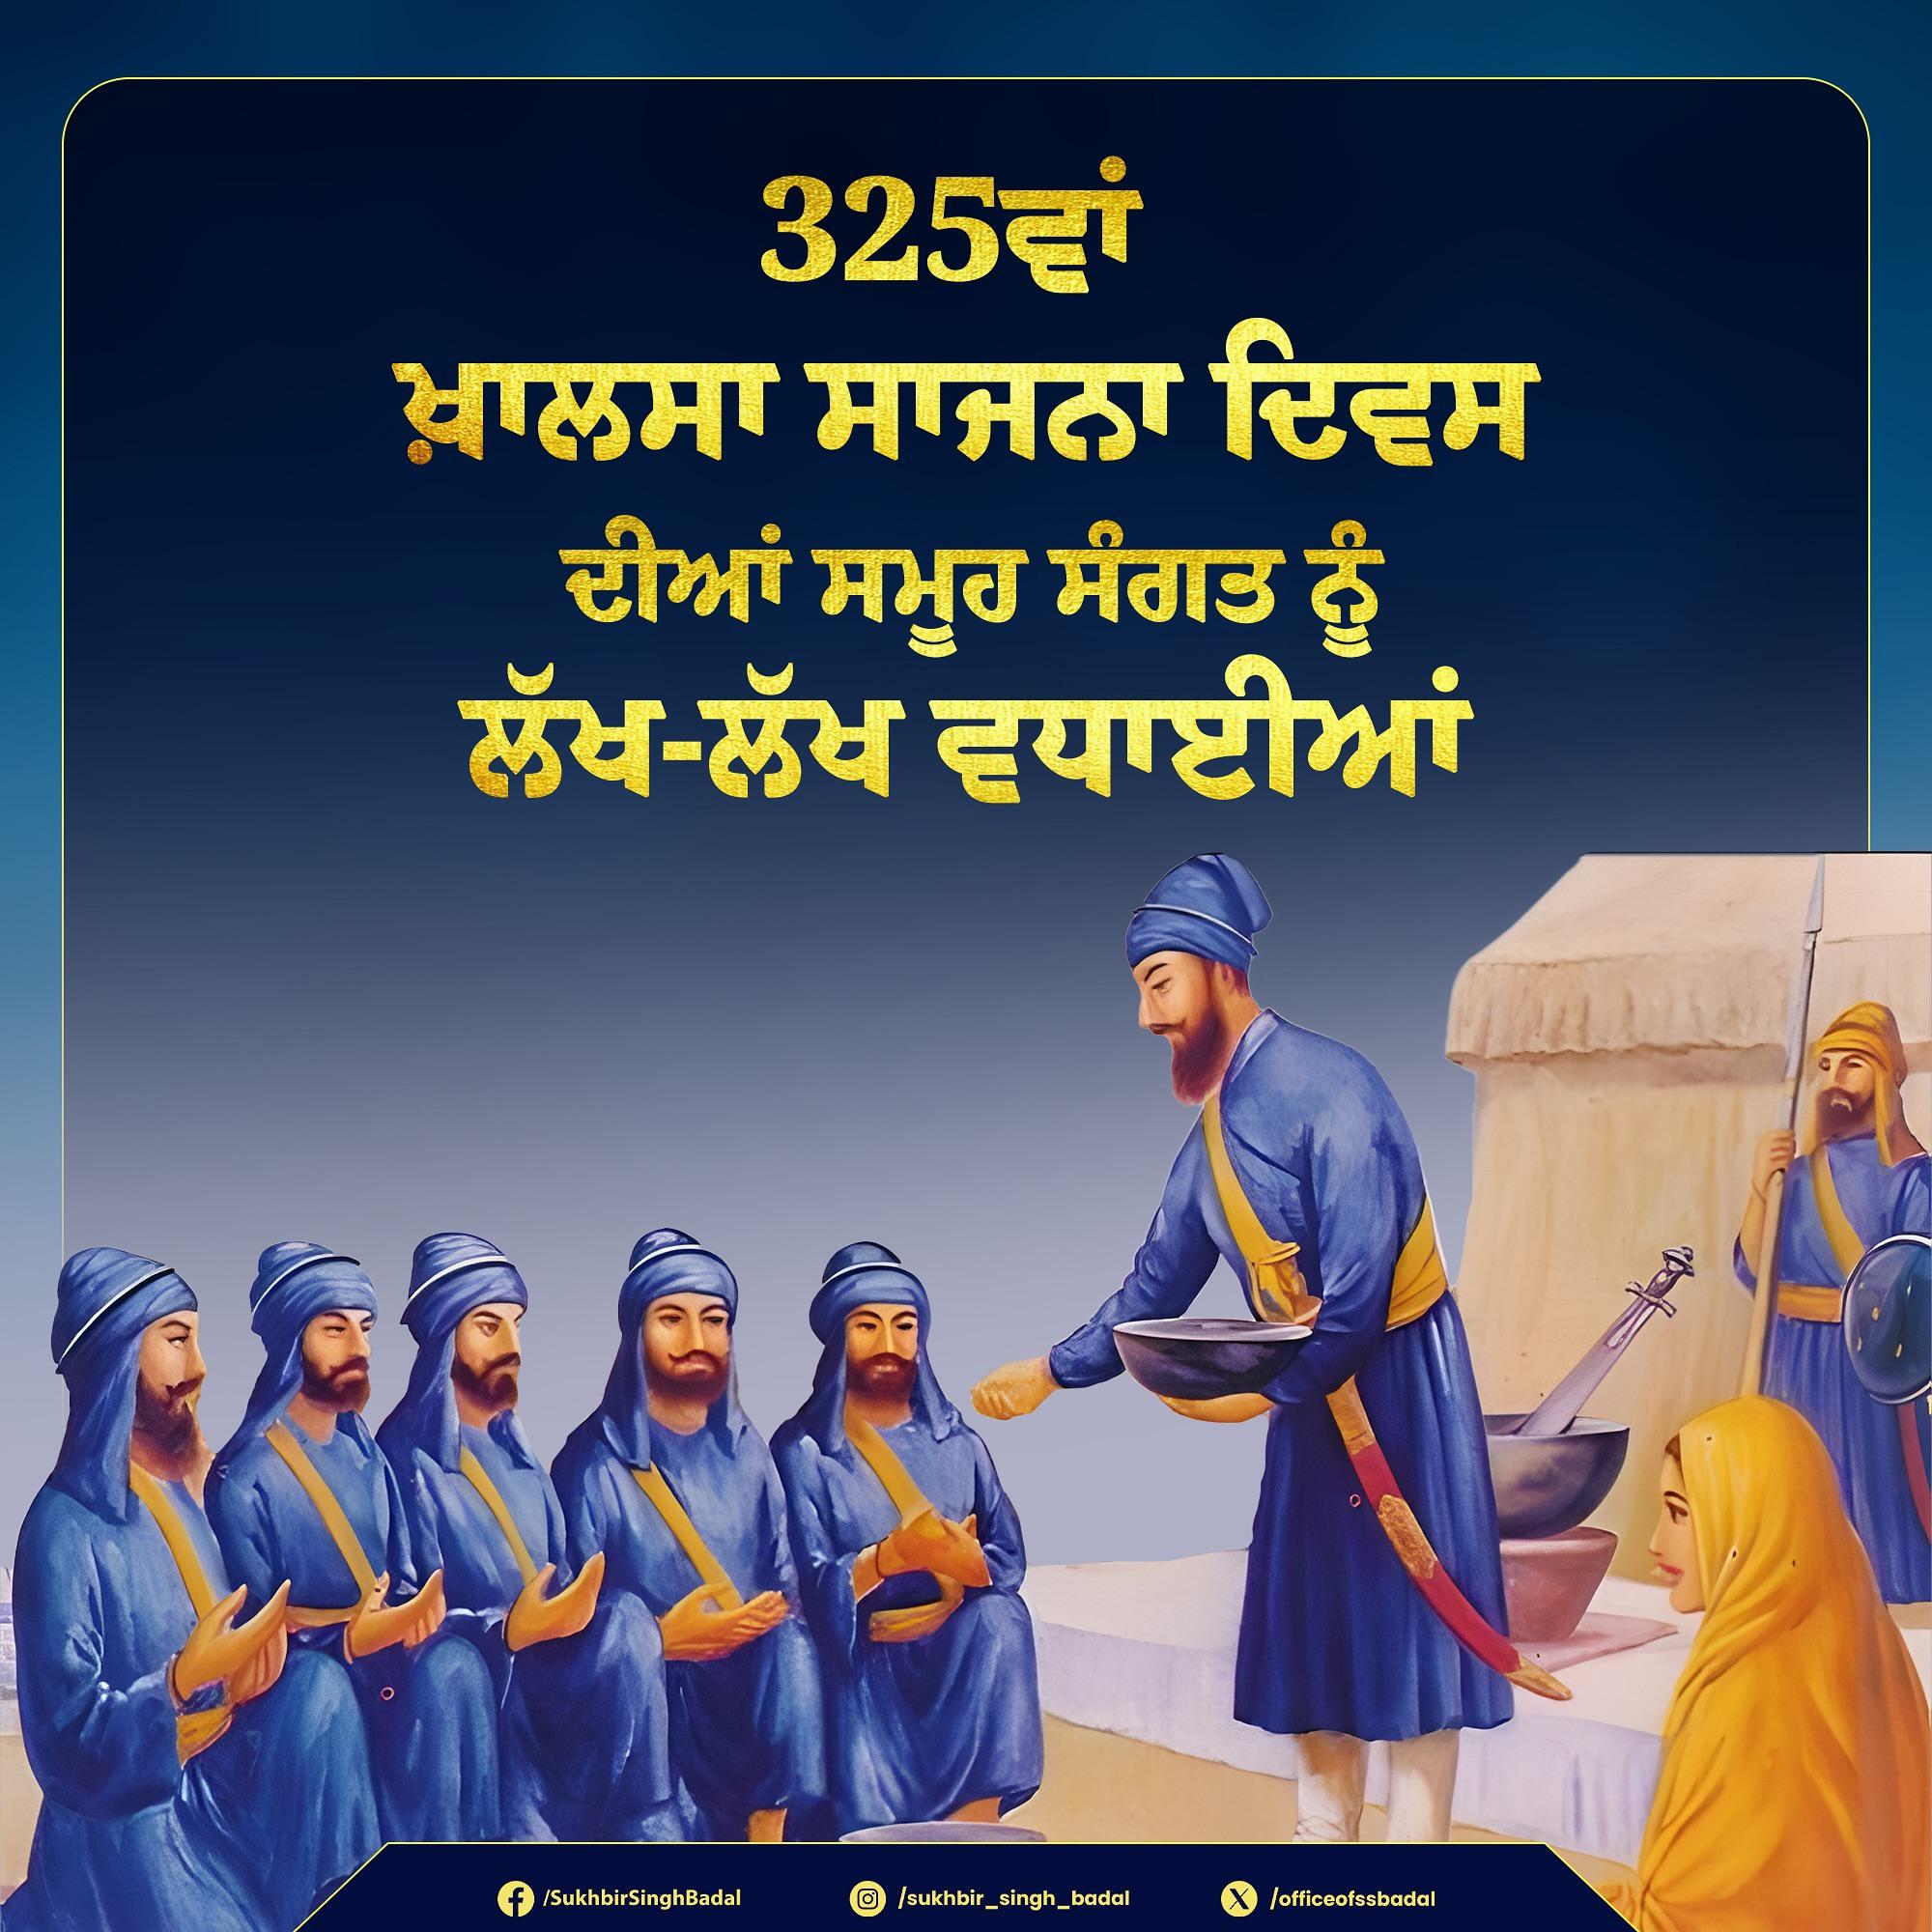 325ਵਾਂ
ਖ਼ਾਲਸਾ ਸਾਜਨਾ ਦਿਵਸ
ਦੀਆਂ ਸਮੂਹ ਸੰਗਤ ਨੂੰ
ਲੱਖ-ਲੱਖ ਵਧਾਈਆਂ
/SukhbirSinghBadal /sukhbir_singh_badal /officeofssbadal